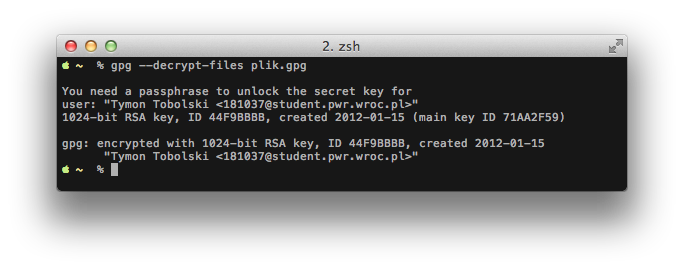 2. zsh
~ % gpg --decrypt-files plik.gpg
You need a passphrase to unlock the secret key for
user: "Tymon Tobolski <181037@student.pwr.wroc.pl>"
1024-bit RSA key, ID 44F9BBBB, created 2012-01-15 (main key ID 71AA2F59)
gpg: encrypted with 1024-bit RSA key, ID 44F9BBBB, created 2012-01-15
"Tymon Tobolski <181037@student.pwr.wroc.pl>"
~ %